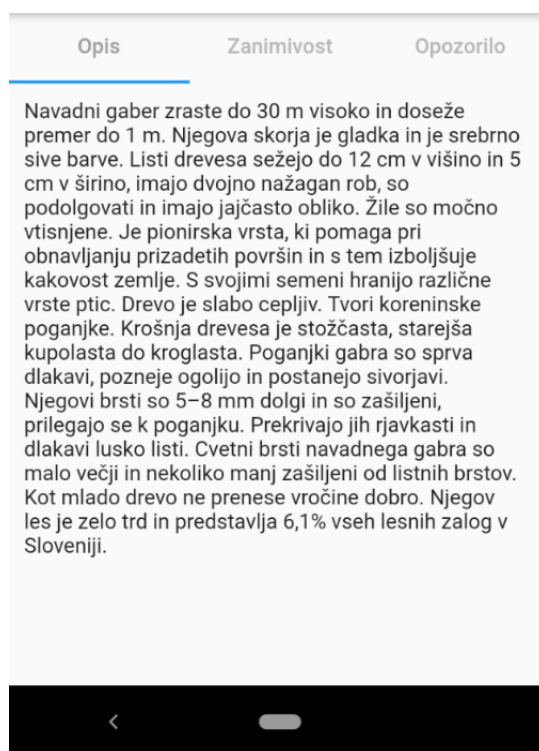 Opis Zanimivost Opozorilo
Navadni gaber zraste do 30 m visoko in doseže
premer do 1 m. Njegova skorja je gladka in je srebrno
sive barve. Listi drevesa sežejo do 12 cm v višino in 5
cm v širino, imajo dvojno nažagan rob, so
podolgovati in imajo jajčasto obliko. Žile so močno
vtisnjene. Je pionirska vrsta, ki pomaga pri
obnavljanju prizadetih površin in s tem izboljšuje
kakovost zemlje. S svojimi semeni hranijo različne
vrste ptic. Drevo je slabo cepljiv. Tvori koreninske
poganjke. Krošnja drevesa je stožčasta, starejša
kupolasta do kroglasta. Poganjki gabra so sprva
dlakavi, pozneje ogolijo in postanejo sivorjavi.
Njegovi brsti so 5–8 mm dolgi in so zašiljeni,
prilegajo se k poganjku. Prekrivajo jih rjavkasti in
dlakavi lusko listi. Cvetni brsti navadnega gabra so
malo večji in nekoliko manj zašiljeni od listnih brstov.
Kot mlado drevo ne prenese vročine dobro. Njegov
les je zelo trd in predstavlja 6,1% vseh lesnih zalog v
Sloveniji.